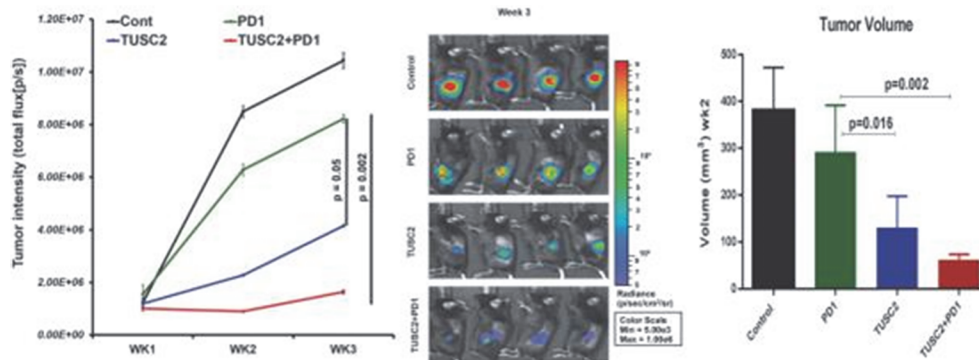 Tumor intensity (total flux[p/s])
1.20E+07
1.00E+07
8.00E+06
6.00E+06
4.00E+06
2.00E+06
0.00E+00
Cont
PD1
TUSC2
TUSC2+PD1
p = 0.05
p = 0.002
WK1
WK2
WK3
Week 3
Control
PD1
TUSC2
TUSC2+PD1
Radiance
(p/sec/cm²/sr)
Color Scale
Min = 5.00e3
Max = 1.00e6
Tumor Volume
Volume (mm³) wk2
500
400
300
200
100
0
p=0.002
p=0.016
Control
PD1
TUSC2
TUSC2+PD1